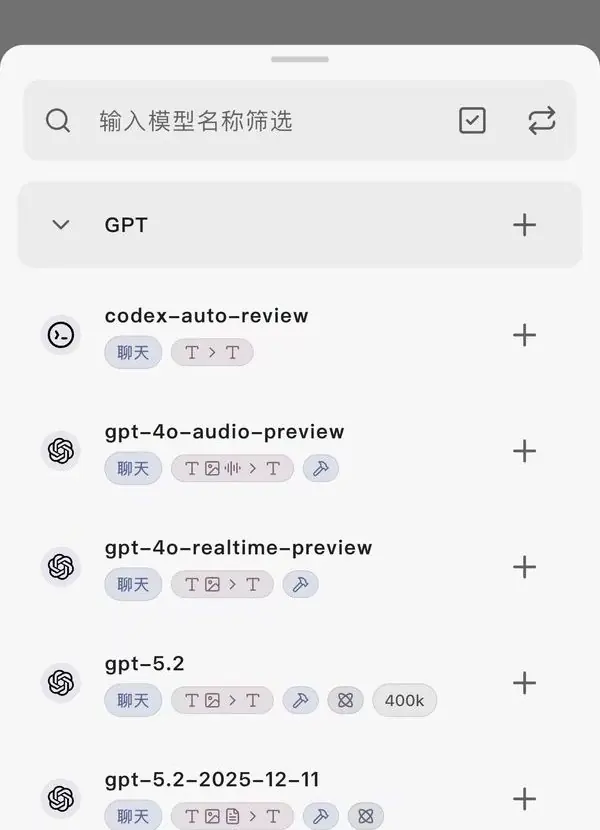 输入模型名称筛选
GPT
codex-auto-review
聊天 T > T
gpt-4o-audio-preview
聊天 T > T
gpt-4o-realtime-preview
聊天 T > T
gpt-5.2
聊天 T > T 400k
gpt-5.2-2025-12-11
聊天 T > T